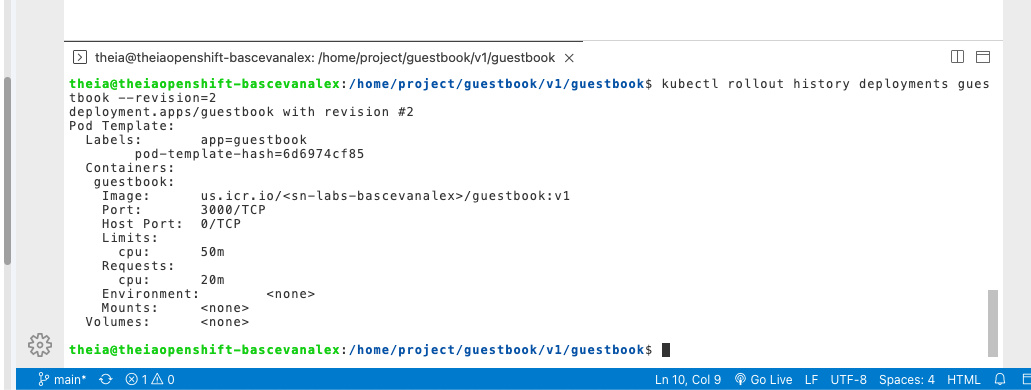 theia@theiaopenshift-bascevanalex: /home/project/guestbook/v1/guestbook ×
theia@theiaopenshift-bascevanalex:/home/project/guestbook/v1/guestbook$ kubectl rollout history deployments gues
tbook --revision=2
deployment.apps/guestbook with revision #2
Pod Template:
  Labels:       app=guestbook
        pod-template-hash=6d6974cf85
  Containers:
   guestbook:
    Image:      us.icr.io/<sn-labs-bascevanalex>/guestbook:v1
    Port:       3000/TCP
    Host Port:  0/TCP
    Limits:
      cpu:      50m
    Requests:
      cpu:      20m
    Environment:        <none>
    Mounts:     <none>
  Volumes:      <none>
theia@theiaopenshift-bascevanalex:/home/project/guestbook/v1/guestbook$
main* 1 0 Ln 10, Col 9 Go Live LF UTF-8 Spaces: 4 HTML